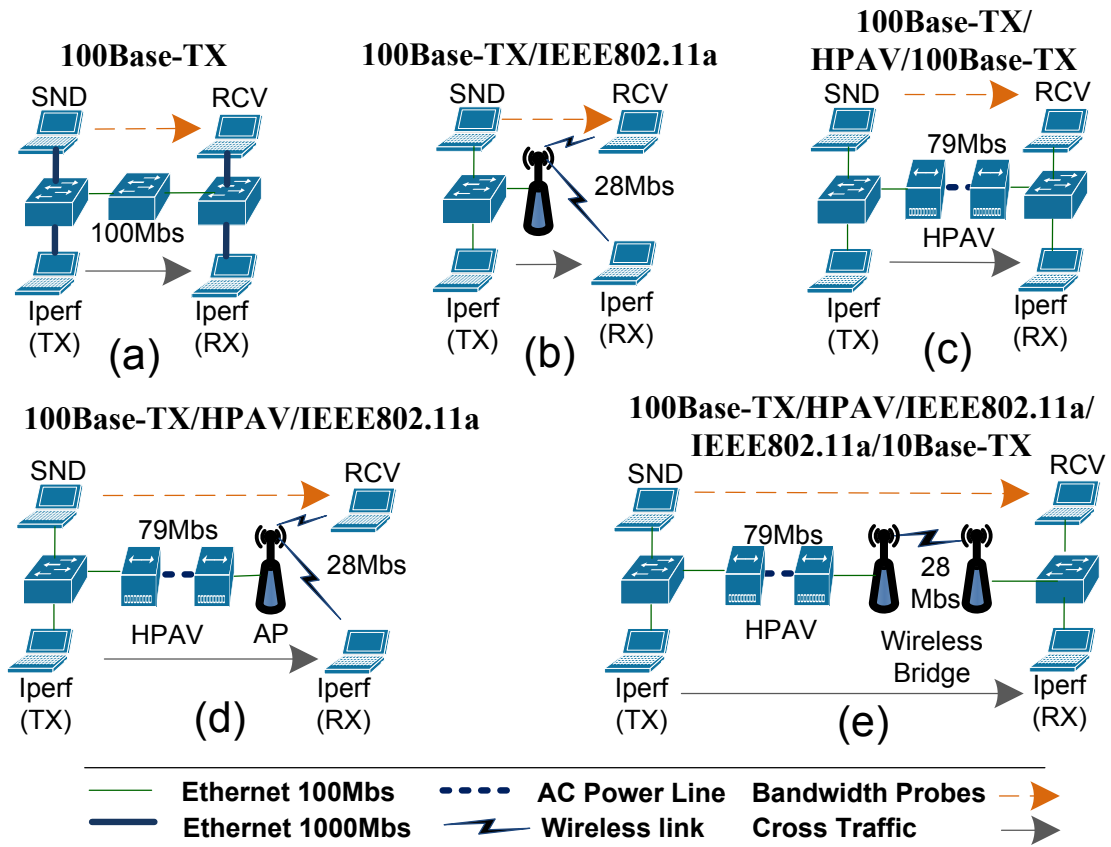 100Base-TX
SND
RCV
100Mbs
Iperf
(TX)
Iperf
(RX)
(a)
100Base-TX/IEEE802.11a
SND
RCV
28Mbs
Iperf
(TX)
Iperf
(RX)
(b)
100Base-TX/
HPAV/100Base-TX
SND
RCV
79Mbs
HPAV
Iperf
(TX)
Iperf
(RX)
(c)
100Base-TX/HPAV/IEEE802.11a
SND
RCV
79Mbs
28Mbs
HPAV
AP
Iperf
(TX)
Iperf
(RX)
(d)
100Base-TX/HPAV/IEEE802.11a/
IEEE802.11a/10Base-TX
SND
RCV
79Mbs
28
Mbs
HPAV
Wireless
Bridge
Iperf
(TX)
Iperf
(RX)
(e)
Ethernet 100Mbs
AC Power Line
Bandwidth Probes
Ethernet 1000Mbs
Wireless link
Cross Traffic